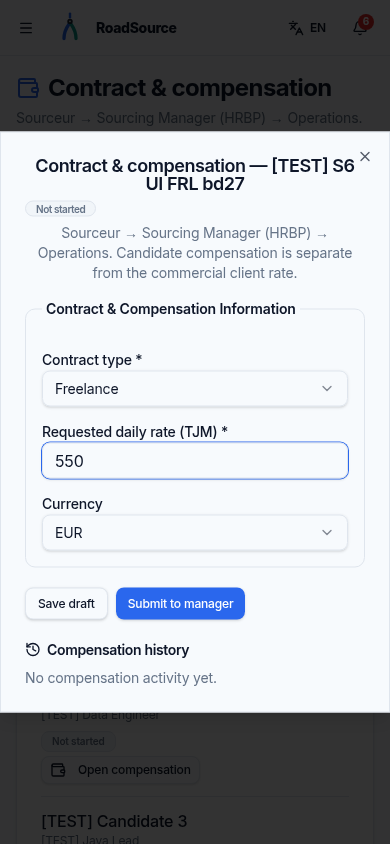 RoadSource
EN
6
Contract & compensation
Sourceur → Sourcing Manager (HRBP) → Operations.
Contract & compensation — [TEST] S6
UI FRL bd27
Not started
Sourceur → Sourcing Manager (HRBP) →
Operations. Candidate compensation is separate
from the commercial client rate.
Contract & Compensation Information
Contract type *
Freelance
Requested daily rate (TJM) *
550
Currency
EUR
Save draft
Submit to manager
Compensation history
No compensation activity yet.
[TEST] Data Engineer
Not started
Open compensation
[TEST] Candidate 3
[TEST] Java Lead